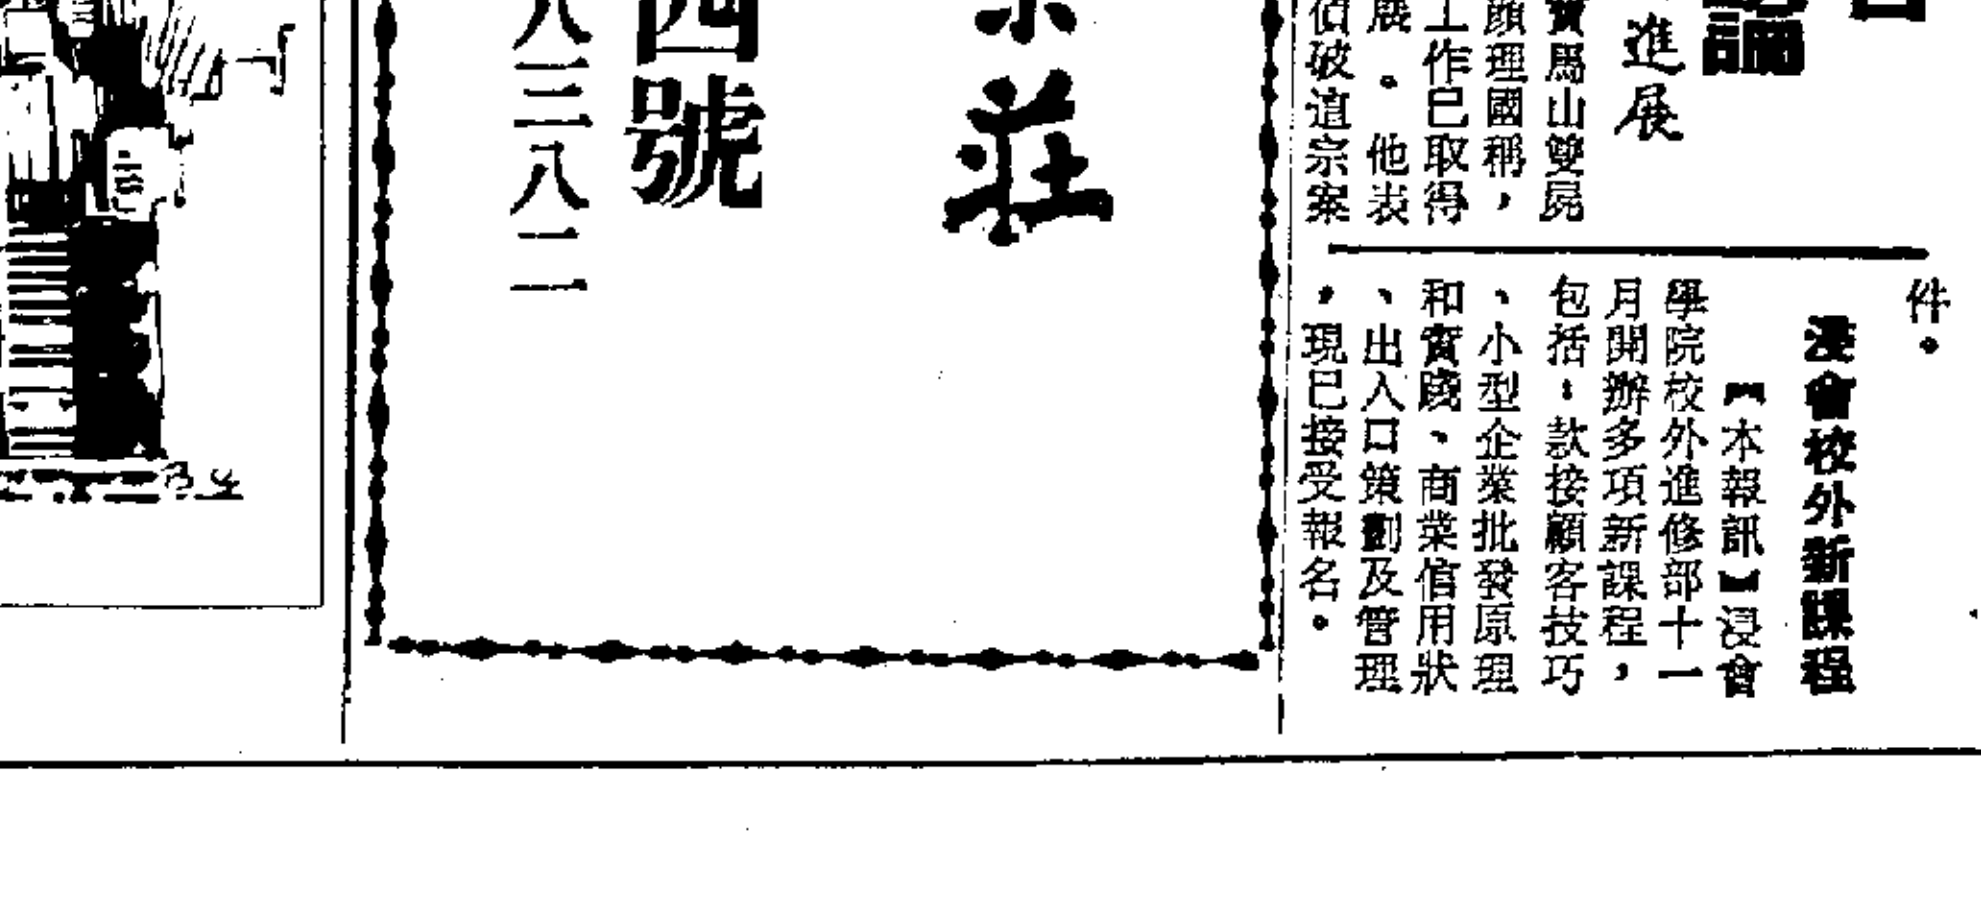 論
進展
寶馬山雙屍
顏理國稱，
工作已取得
展。他表
偵破這宗案
件。
浸會校外新課程
【本報訊】浸會
學院校外進修部十一
月開辦多項新課程，
包括：款接顧客技巧
、小型企業批發原理
和實踐、商業信用狀
、出入口策劃及管理
，現已接受報名。
茶莊
四號
八三八二